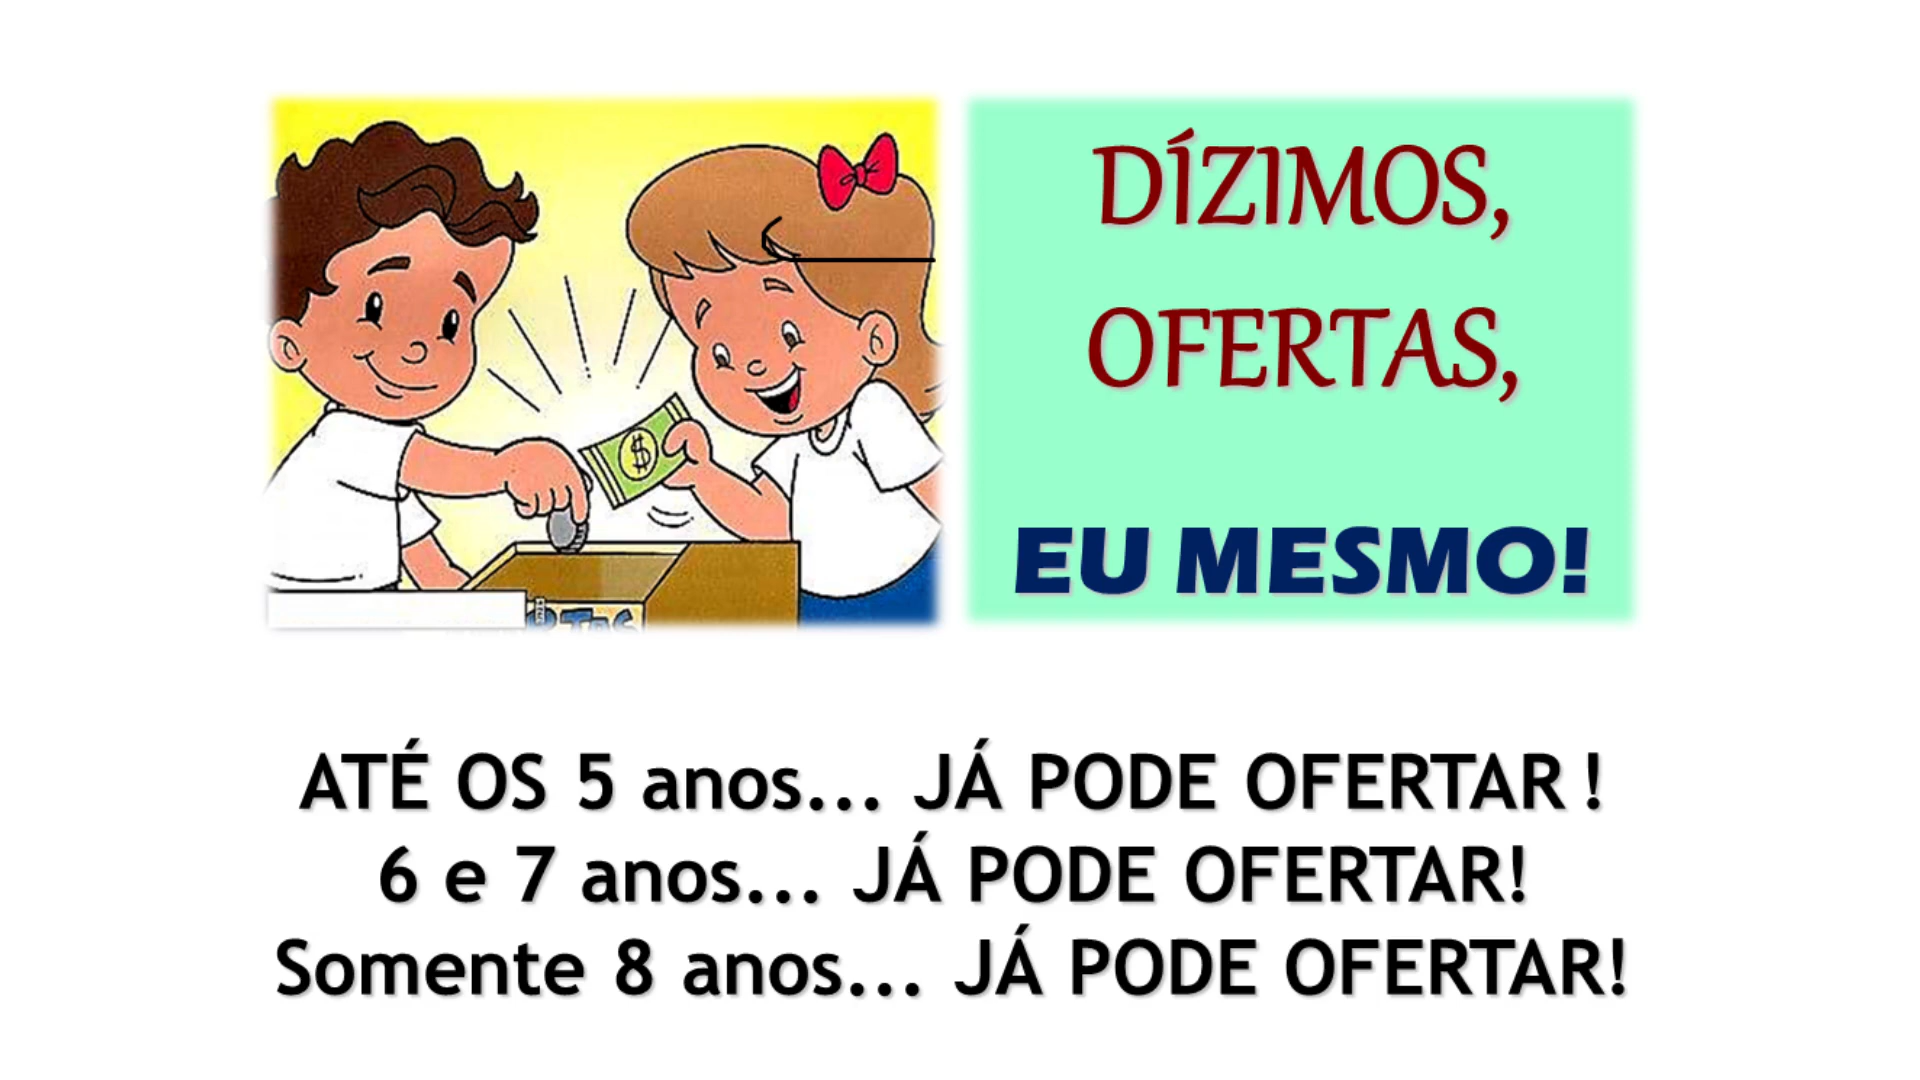 DÍZIMOS,
OFERTAS,
EU MESMO!
$
ATÉ OS 5 anos... JÁ PODE OFERTAR !
6 e 7 anos... JÁ PODE OFERTAR!
Somente 8 anos... JÁ PODE OFERTAR!